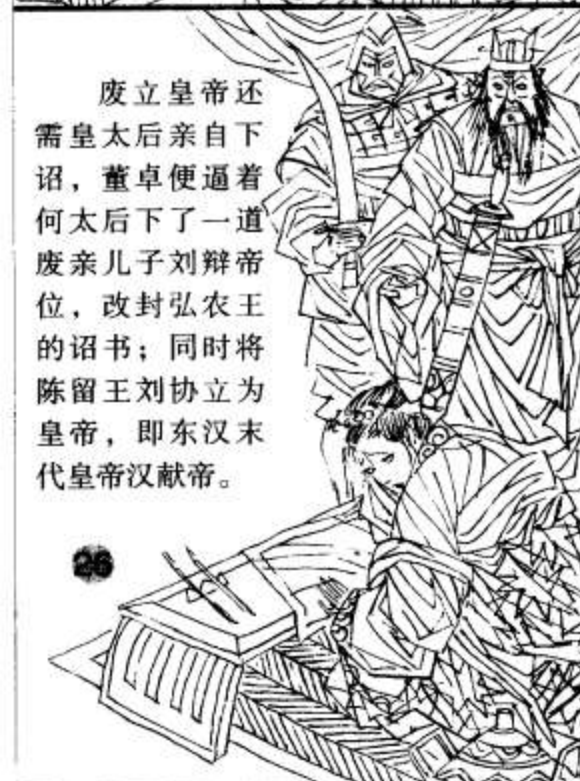 废立皇帝还
需皇太后亲自下
诏，董卓便逼着
何太后下了一道
废亲儿子刘辩帝
位，改封弘农王
的诏书；同时将
陈留王刘协立为
皇帝，即东汉末
代皇帝汉献帝。
26